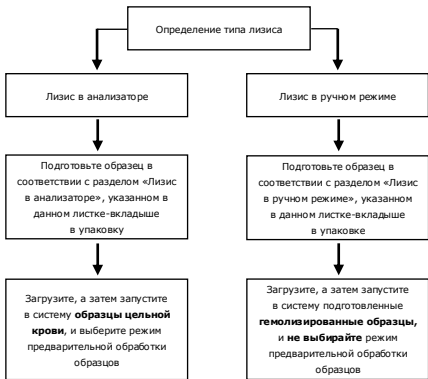 Определение типа лизиса
Лизис в анализаторе
Подготовьте образец в
соответствии с разделом «Лизис
в анализаторе», указанном в
данном листке-вкладыше
в упаковку
Загрузите, а затем запустите
в систему образцы цельной
крови, и выберите режим
предварительной обработки
образцов
Лизис в ручном режиме
Подготовьте образец в
соответствии с разделом «Лизис
в ручном режиме», указанном
в данном листке-вкладыше
в упаковке
Загрузите, а затем запустите
в систему подготовленные
гемолизированные образцы,
и не выбирайте режим
предварительной обработки
образцов